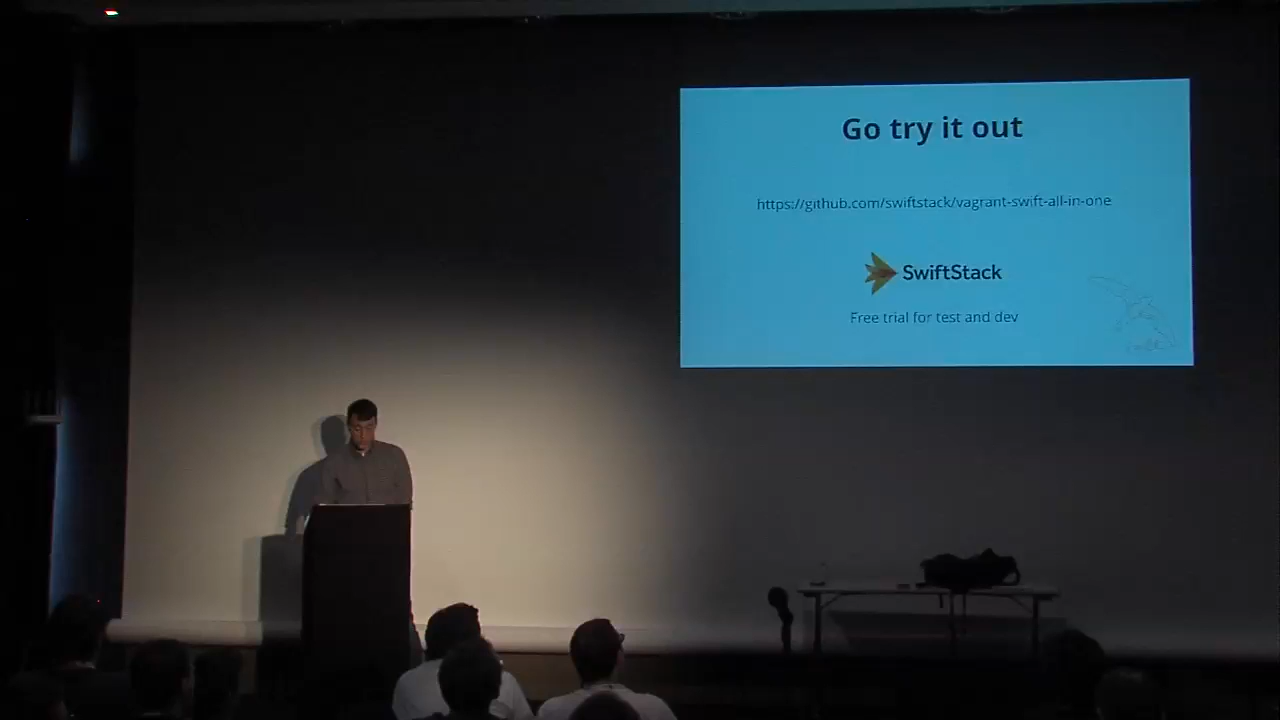 Go try it out
https://github.com/swiftstack/vagrant-swift-all-in-one
SwiftStack
Free trial for test and dev